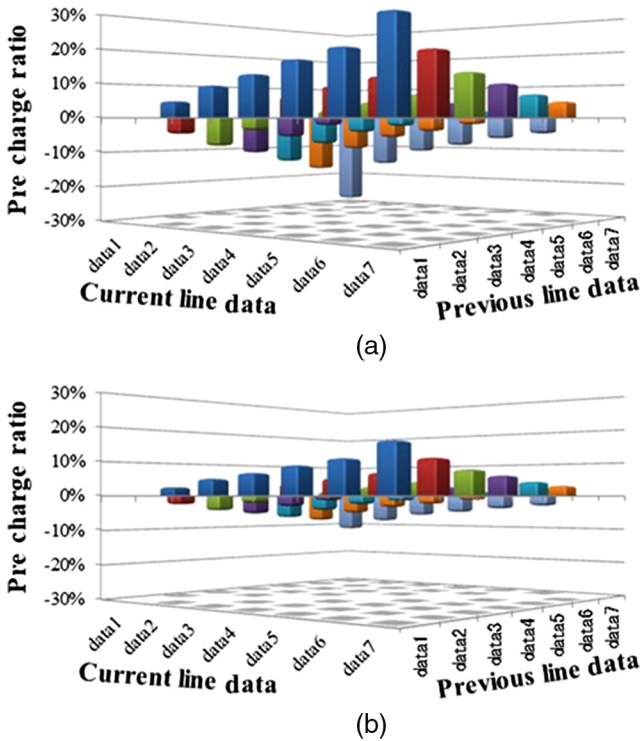 30%
20%
10%
0%
-10%
-20%
-30%
Pre charge ratio
data1
data2
data3
data4
data5
data6
data7
Current line data
data1
data2
data3
data4
data5
data6
data7
Previous line data
(a)
30%
20%
10%
0%
-10%
-20%
-30%
Pre charge ratio
data1
data2
data3
data4
data5
data6
data7
Current line data
data1
data2
data3
data4
data5
data6
data7
Previous line data
(b)